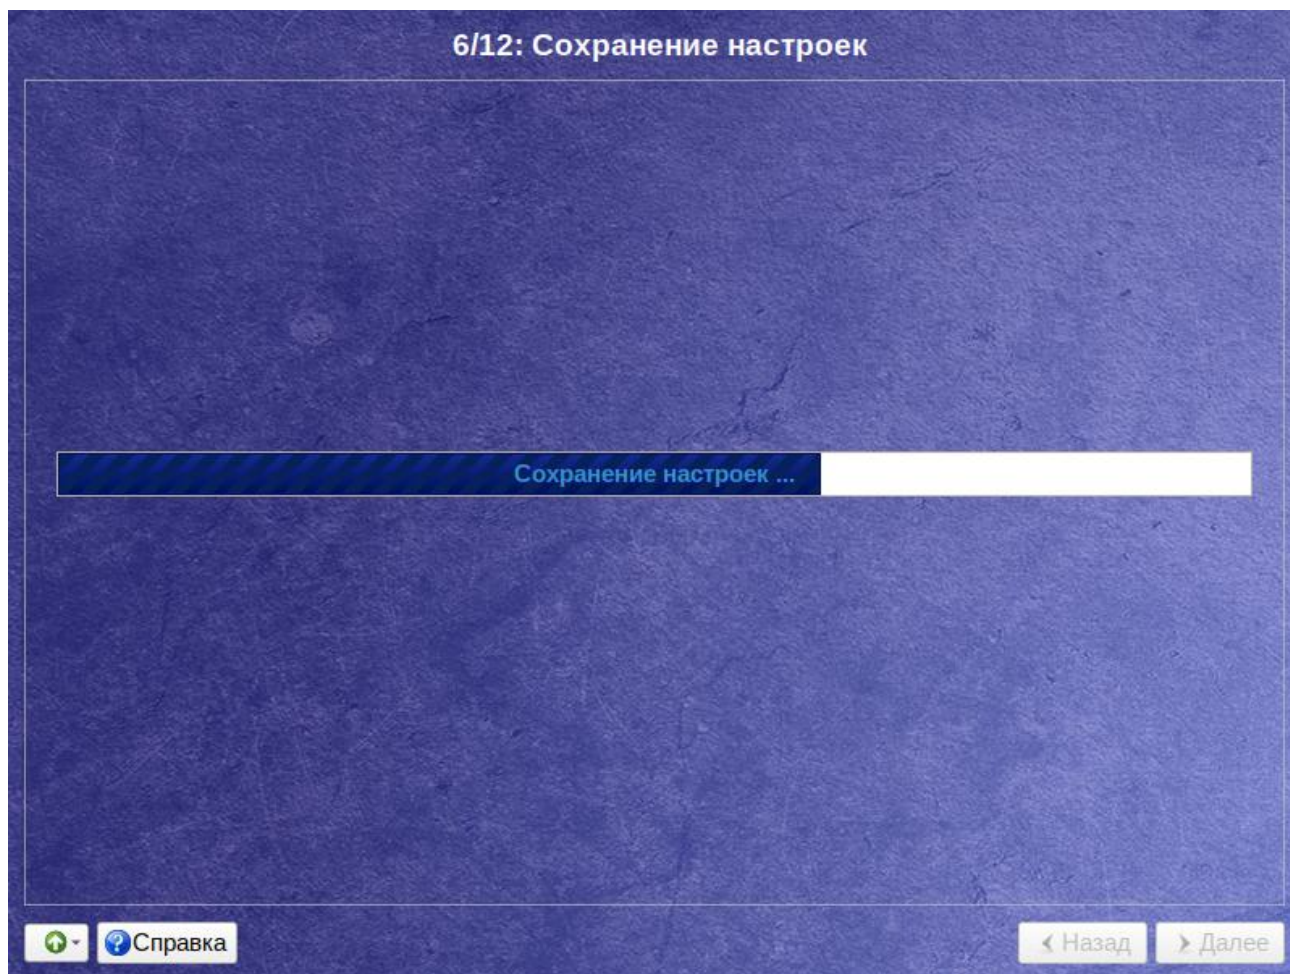 6/12: Сохранение настроек
Сохранение настроек ...
Справка
Назад
Далее